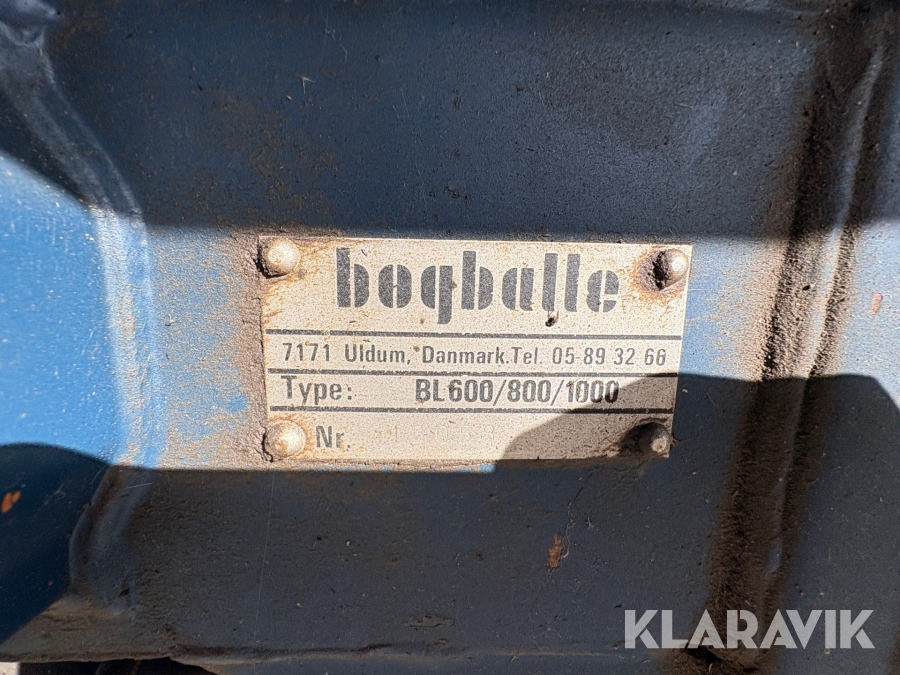 bogballe
7171 Uldum, Danmark. Tel. 05-89 32 66
Type: BL600/800/1000
Nr.
KLARAVIK